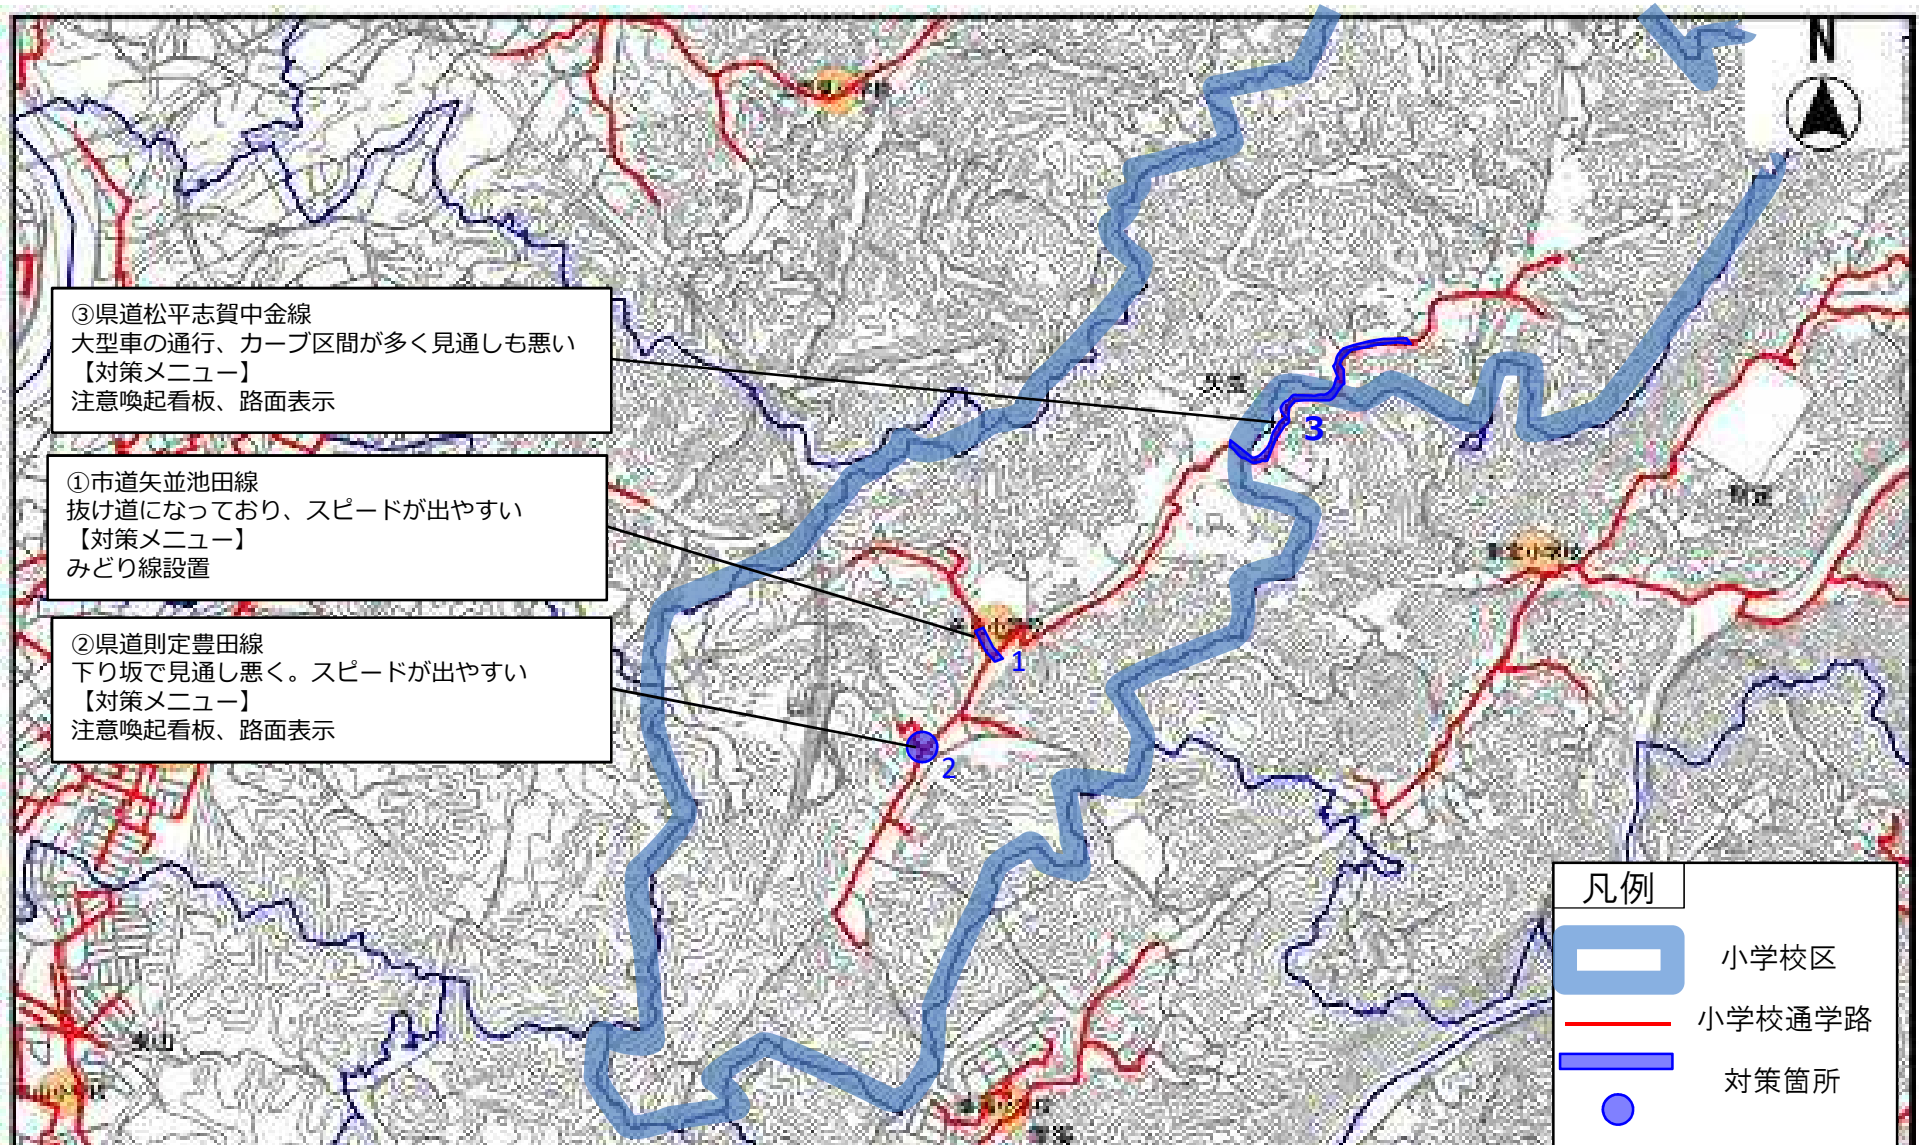 N
③県道松平志賀中金線
大型車の通行、カーブ区間が多く見通しも悪い
【対策メニュー】
注意喚起看板、路面表示
3
①市道矢並池田線
抜け道になっており、スピードが出やすい
【対策メニュー】
みどり線設置
1
②県道則定豊田線
下り坂で見通し悪く。スピードが出やすい
【対策メニュー】
注意喚起看板、路面表示
2
凡例
小学校区
小学校通学路
対策箇所